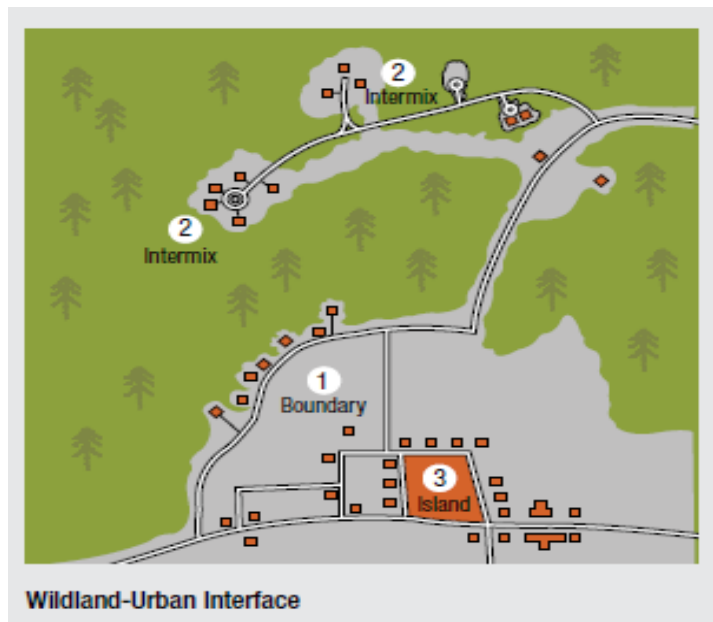 2
Intermix
2
Intermix
1
Boundary
3
Island
Wildland-Urban Interface